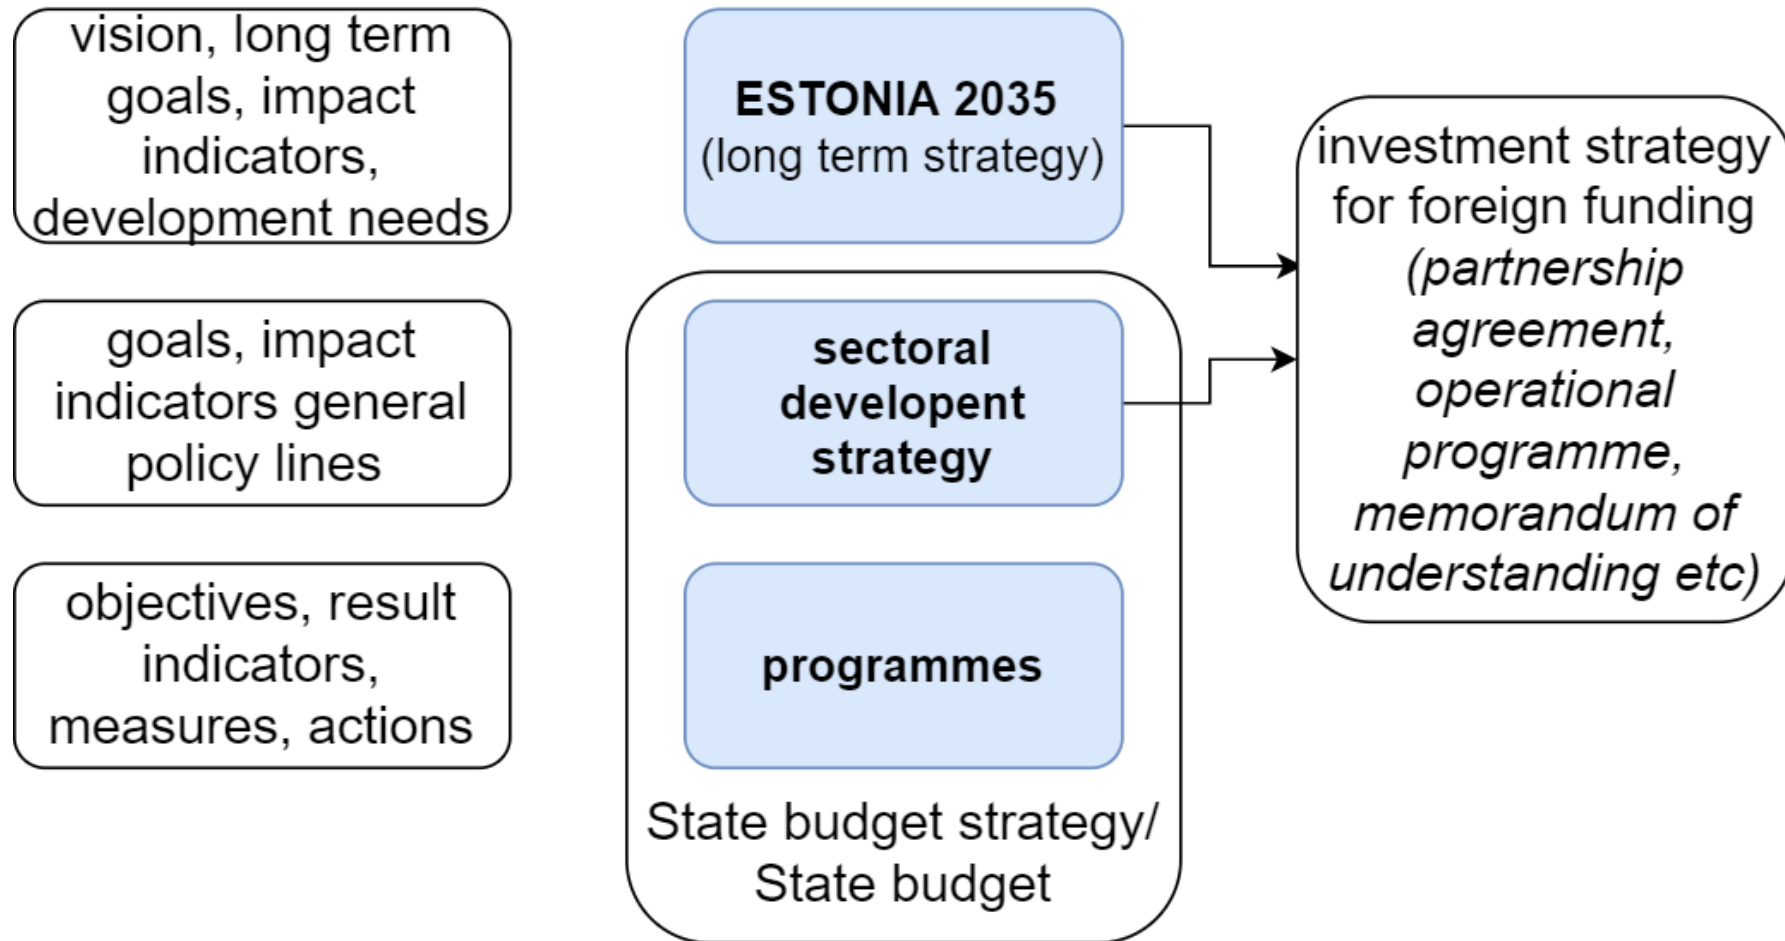 vision, long term
goals, impact
indicators,
development needs
ESTONIA 2035
(long term strategy)
investment strategy
for foreign funding
(partnership
agreement,
operational
programme,
memorandum of
understanding etc)
goals, impact
indicators general
policy lines
sectoral
developent
strategy
objectives, result
indicators,
measures, actions
programmes
State budget strategy/
State budget